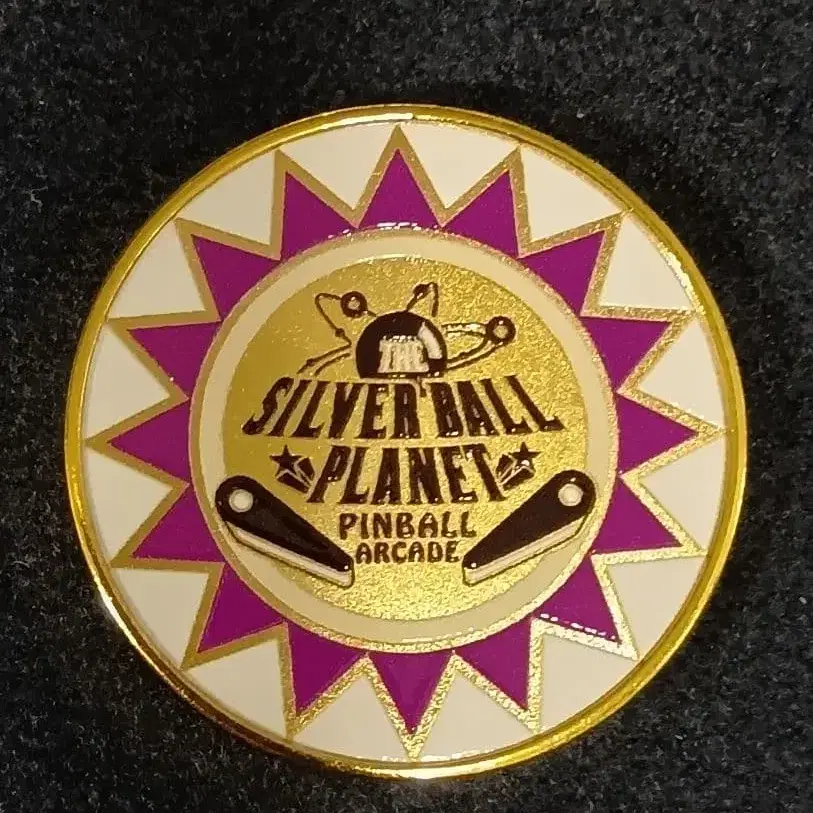 THE
SILVER BALL
PLANET
PINBALL
ARCADE